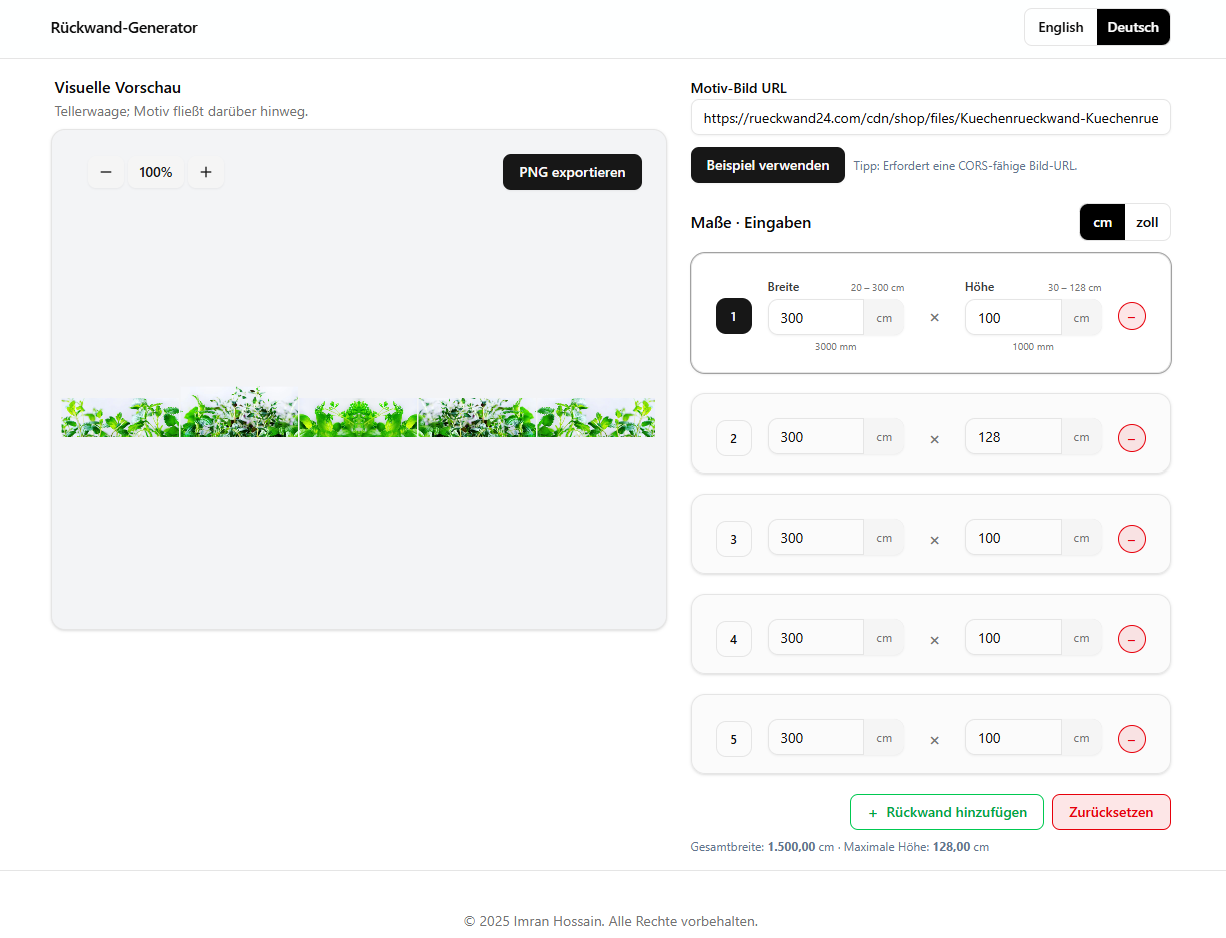 Rückwand-Generator
English
Deutsch
Visuelle Vorschau
Tellerwaage; Motiv fließt darüber hinweg.
− 100% +
PNG exportieren
Motiv-Bild URL
https://rueckwand24.com/cdn/shop/files/Kuechenrueckwand-Kuechenrue
Beispiel verwenden
Tipp: Erfordert eine CORS-fähige Bild-URL.
Maße · Eingaben
cm
zoll
Breite 20 – 300 cm Höhe 30 – 128 cm
1 300 cm × 100 cm −
3000 mm 1000 mm
2 300 cm × 128 cm −
3 300 cm × 100 cm −
4 300 cm × 100 cm −
5 300 cm × 100 cm −
+ Rückwand hinzufügen
Zurücksetzen
Gesamtbreite: 1.500,00 cm · Maximale Höhe: 128,00 cm
© 2025 Imran Hossain. Alle Rechte vorbehalten.